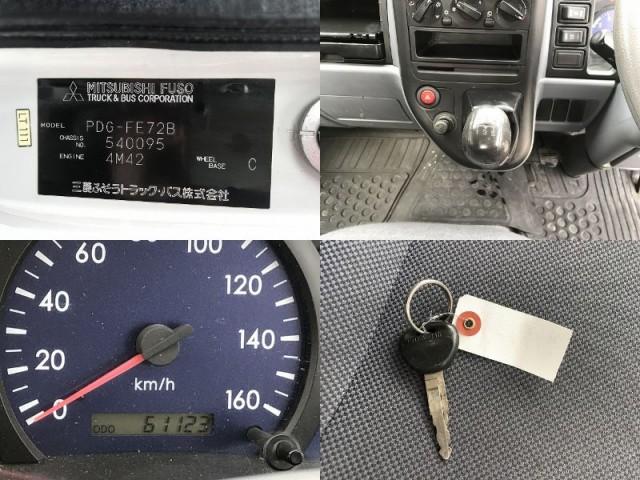 MITSUBISHI FUSO
TRUCK & BUS CORPORATION
MODEL PDG-FE72B
CHASSIS NO. 540095
ENGINE 4M42 WHEEL BASE C
三菱ふそうトラック・バス株式会社
0
20
40
60
80
100
120
140
160
160
km/h
ODO 61123